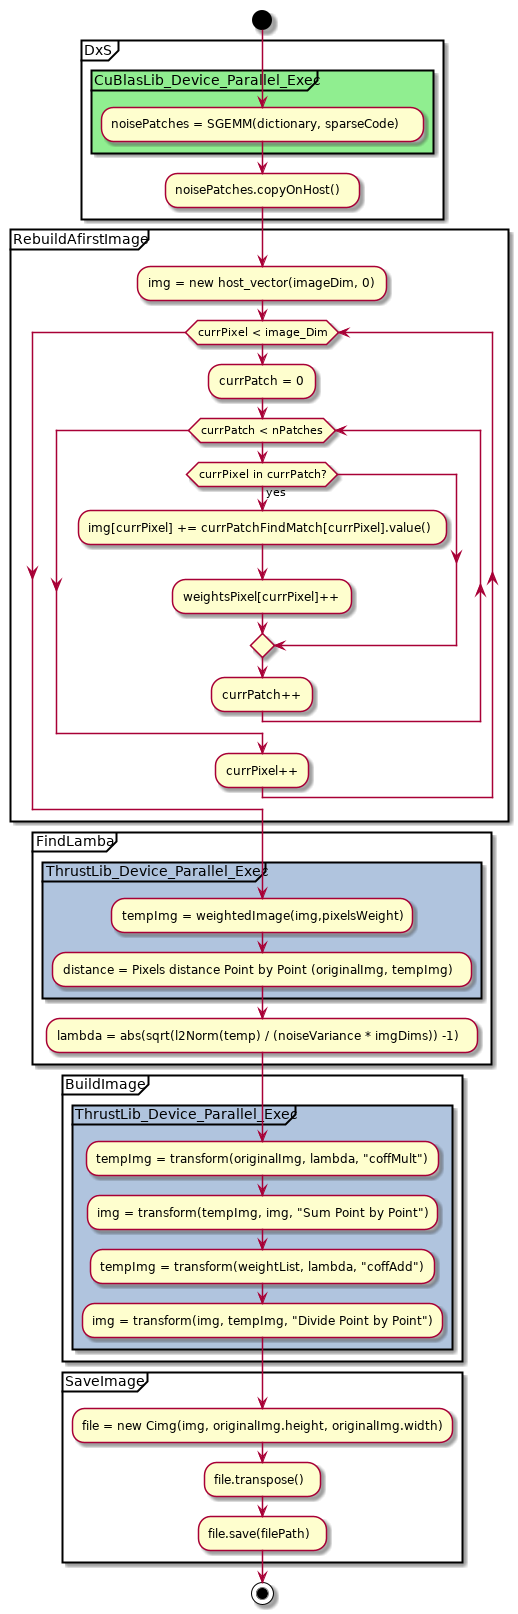 DxS
CuBlasLib_Device_Parallel_Exec
noisePatches = SGEMM(dictionary, sparseCode)
noisePatches.copyOnHost()
RebuildAfirstImage
img = new host_vector(imageDim, 0)
currPixel < image_Dim
currPatch = 0
currPatch < nPatches
currPixel in currPatch?
yes
img[currPixel] += currPatchFindMatch[currPixel].value()
weightsPixel[currPixel]++
currPatch++
currPixel++
FindLamba
ThrustLib_Device_Parallel_Exec
tempImg = weightedImage(img,pixelsWeight)
distance = Pixels distance Point by Point (originalImg, tempImg)
lambda = abs(sqrt(l2Norm(temp) / (noiseVariance * imgDims)) -1)
BuildImage
ThrustLib_Device_Parallel_Exec
tempImg = transform(originalImg, lambda, "coffMult")
img = transform(tempImg, img, "Sum Point by Point")
tempImg = transform(weightList, lambda, "coffAdd")
img = transform(img, tempImg, "Divide Point by Point")
SaveImage
file = new Cimg(img, originalImg.height, originalImg.width)
file.transpose()
file.save(filePath)